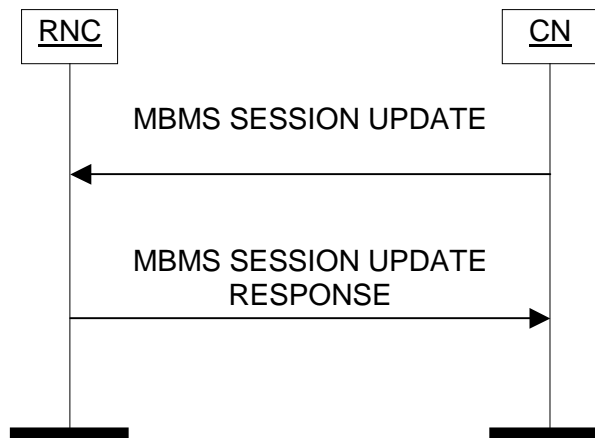 RNC
CN
MBMS SESSION UPDATE
MBMS SESSION UPDATE
RESPONSE